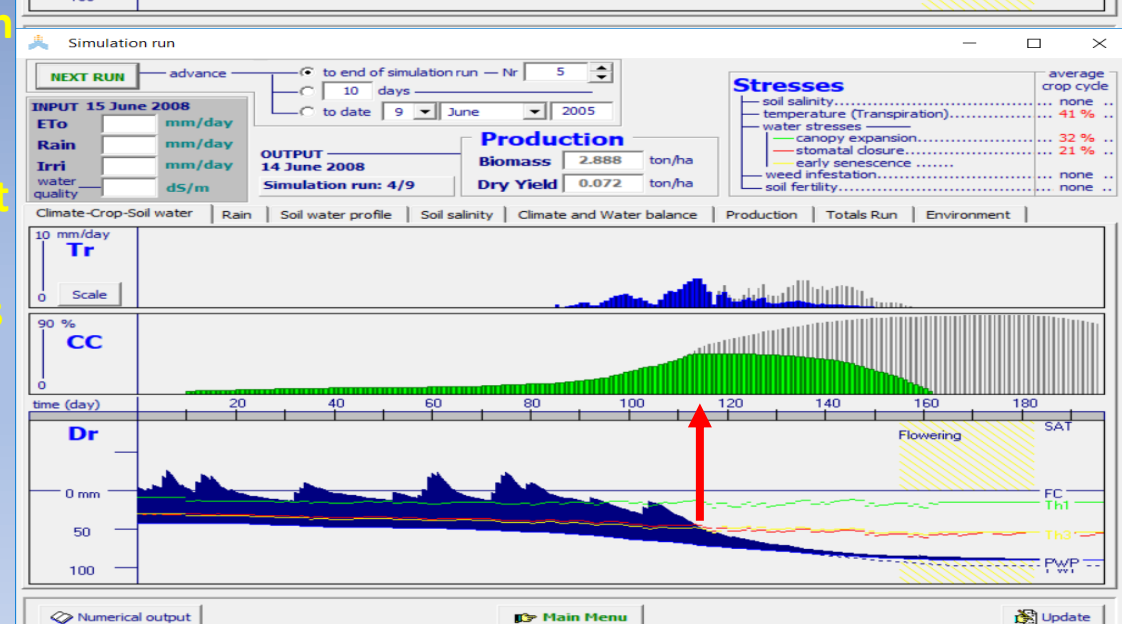 100
n
Simulation run
NEXT RUN advance to end of simulation run — Nr 5
10 days
to date 9 June 2005
INPUT 15 June 2008
ETo mm/day
Rain mm/day
Irri mm/day
water quality dS/m
OUTPUT
14 June 2008
Simulation run: 4/9
Production
Biomass 2.888 ton/ha
Dry Yield 0.072 ton/ha
Stresses average crop cycle
soil salinity... none ..
temperature (Transpiration)... 41 % ..
water stresses
canopy expansion... 32 % ..
stomatal closure... 21 % ..
early senescence ......
weed infestation... none ..
soil fertility... none ..
t
Climate-Crop-Soil water Rain Soil water profile Soil salinity Climate and Water balance Production Totals Run Environment
10 mm/day
Tr
s
0 Scale
90 %
CC
0
time (day) 20 40 60 80 100 120 140 160 180
Dr
SAT
Flowering
0 mm
FC
Th1
50
Th3
PWP
100
Numerical output Main Menu Update